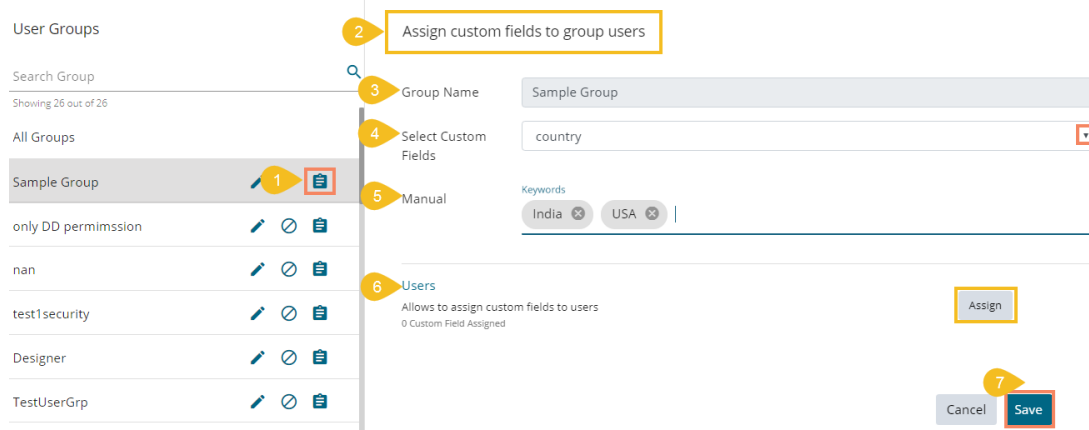 User Groups
Search Group
Showing 26 out of 26
All Groups
Sample Group
1
only DD permimssion
nan
test1security
Designer
TestUserGrp
2
Assign custom fields to group users
3
Group Name
Sample Group
4
Select Custom
Fields
country
5
Manual
Keywords
India
USA
6
Users
Allows to assign custom fields to users
0 Custom Field Assigned
Assign
7
Cancel
Save